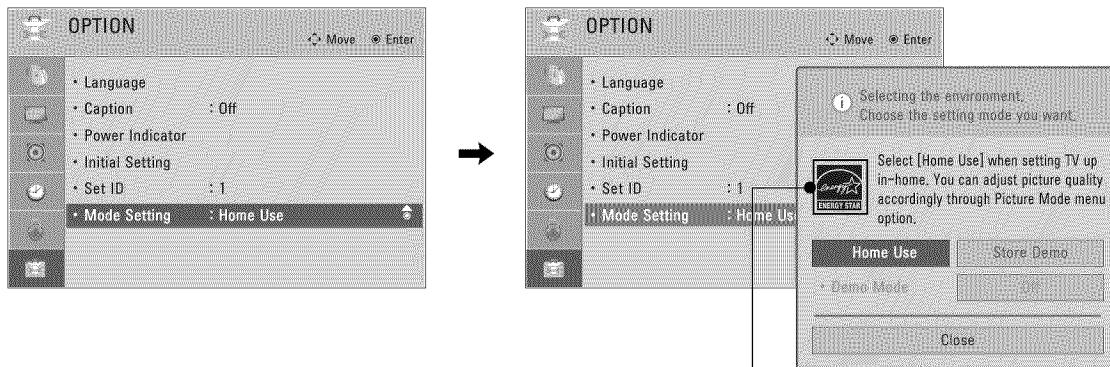 OPTION
Move Enter
• Language
• Caption : Off
• Power Indicator
• Initial Setting
• Set ID : 1
• Mode Setting : Home Use
OPTION
Move Enter
• Language
• Caption : Off
• Power Indicator
• Initial Setting
• Set ID : 1
• Mode Setting : Home Use
i
Selecting the environment.
Choose the setting mode you want.
energy
ENERGY STAR
Select [Home Use] when setting TV up
in-home. You can adjust picture quality
accordingly through Picture Mode menu
option.
Home Use Store Demo
• Demo Mode Off
Close